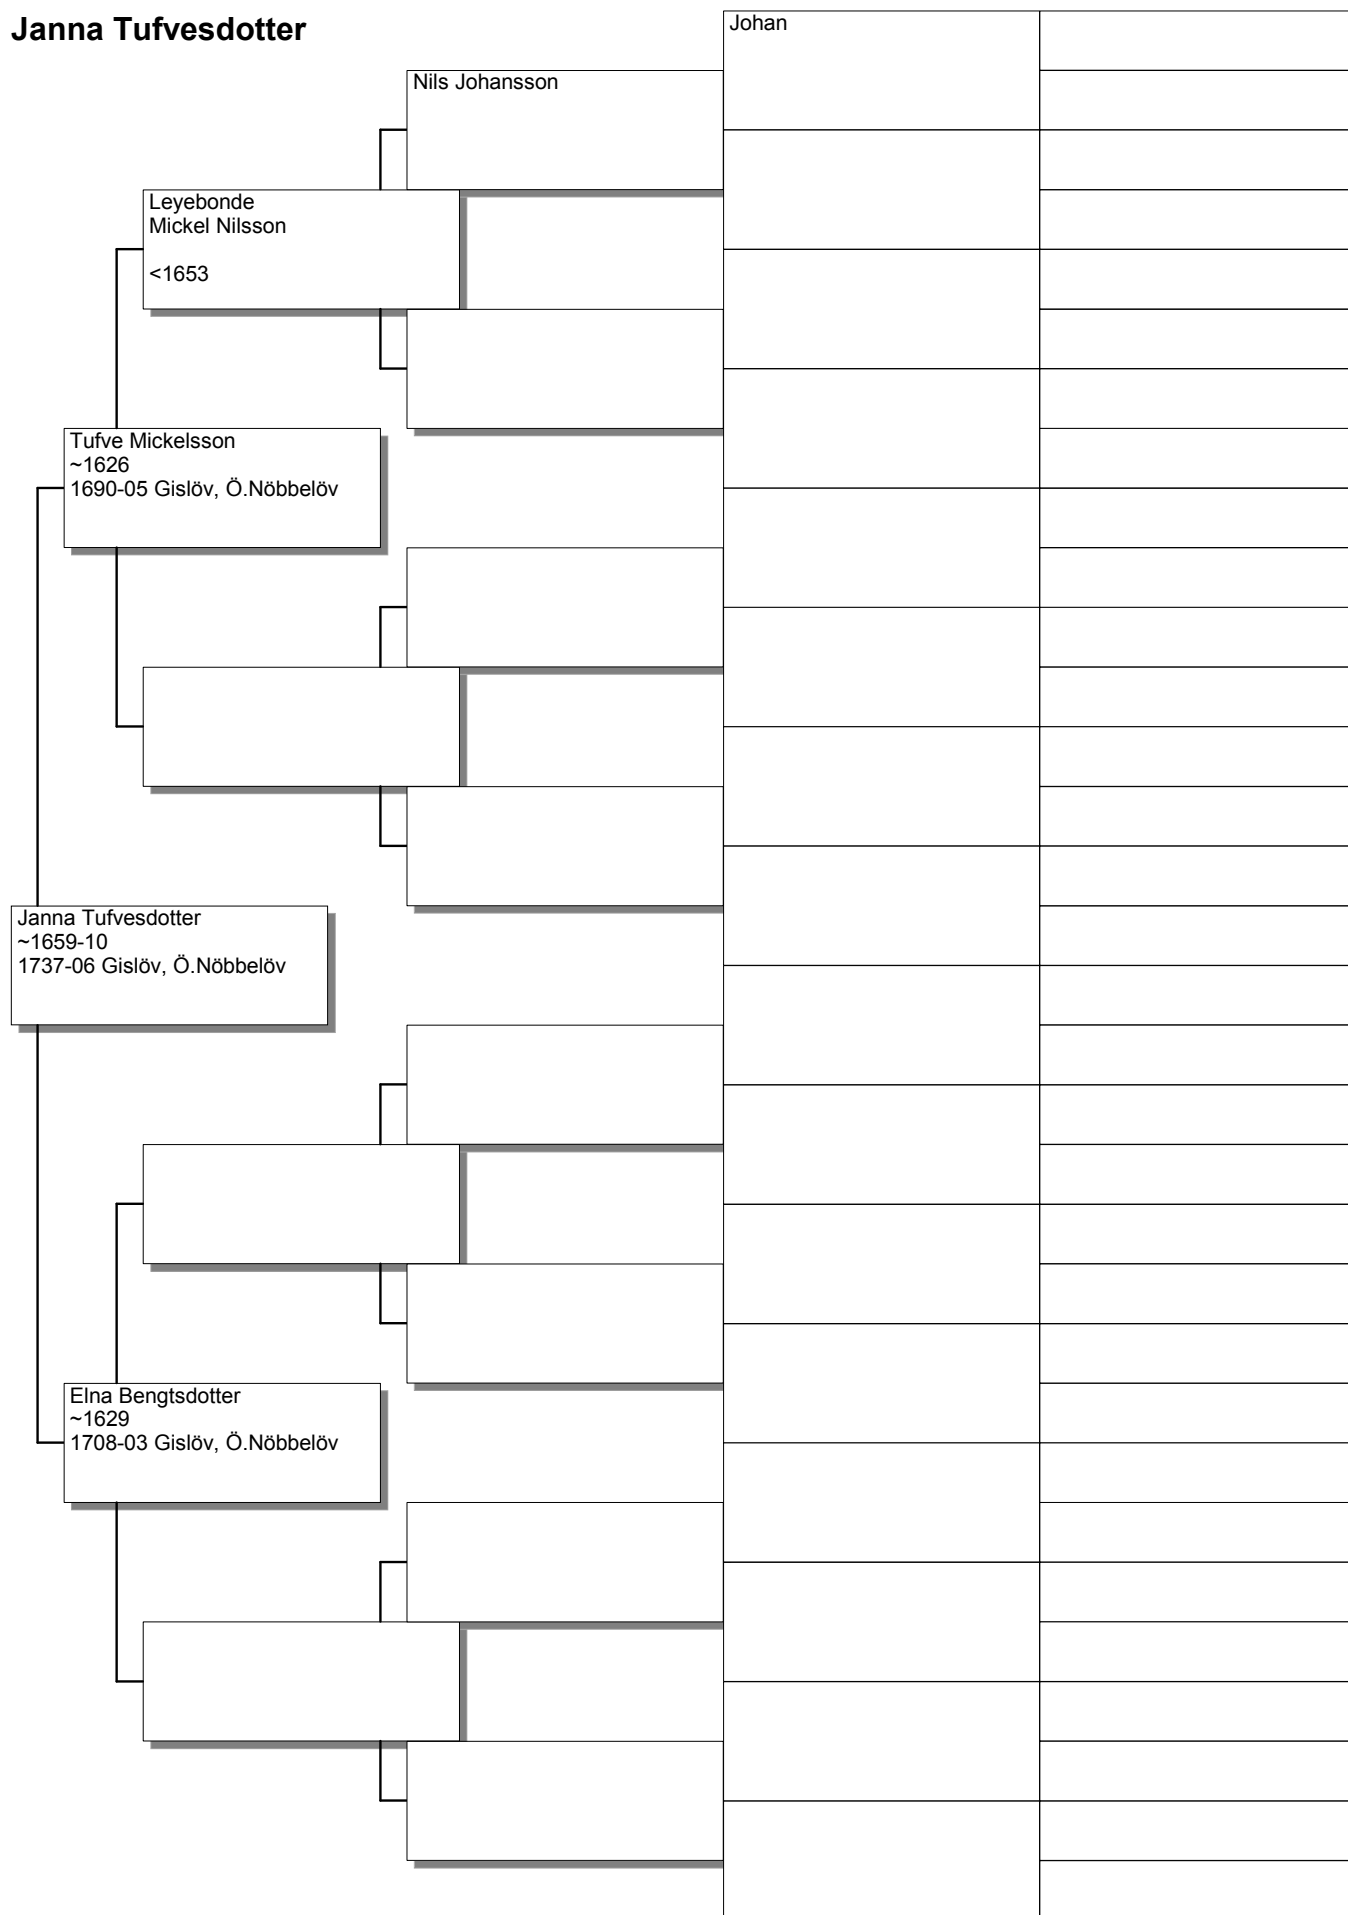 Janna Tufvesdotter
Johan
Nils Johansson
Leyebonde
Mickel Nilsson
<1653
Tufve Mickelsson
~1626
1690-05 Gislöv, Ö.Nöbbelöv
Janna Tufvesdotter
~1659-10
1737-06 Gislöv, Ö.Nöbbelöv
Elna Bengtsdotter
~1629
1708-03 Gislöv, Ö.Nöbbelöv